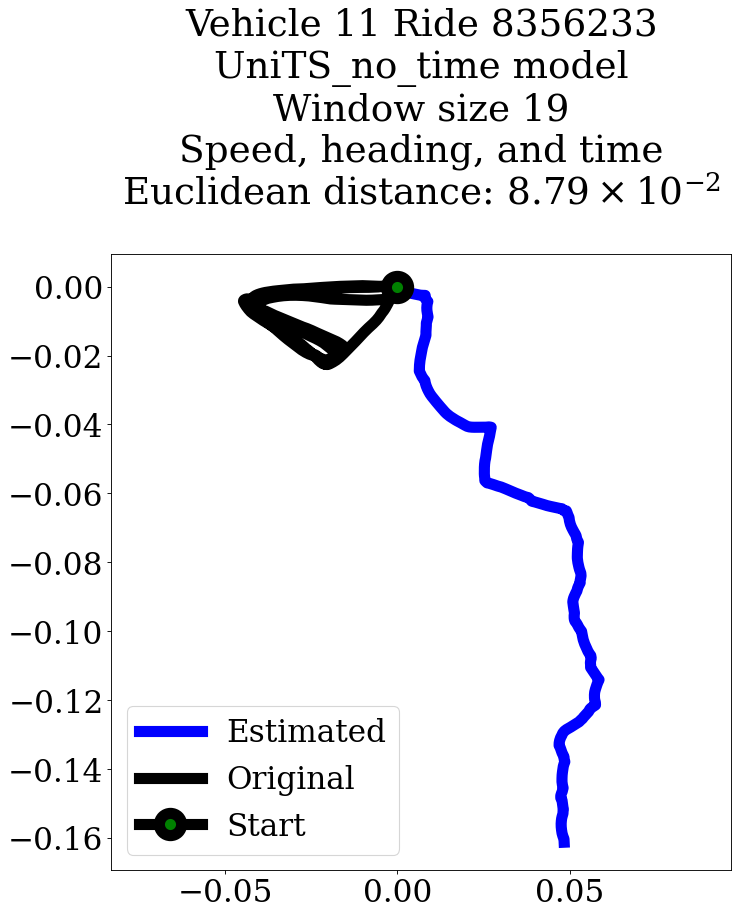 Vehicle 11 Ride 8356233
UniTS_no_time model
Window size 19
Speed, heading, and time
Euclidean distance: 8.79 × 10⁻²
0.00
−0.02
−0.04
−0.06
−0.08
−0.10
−0.12
−0.14
−0.16
Estimated
Original
Start
−0.05 0.00 0.05